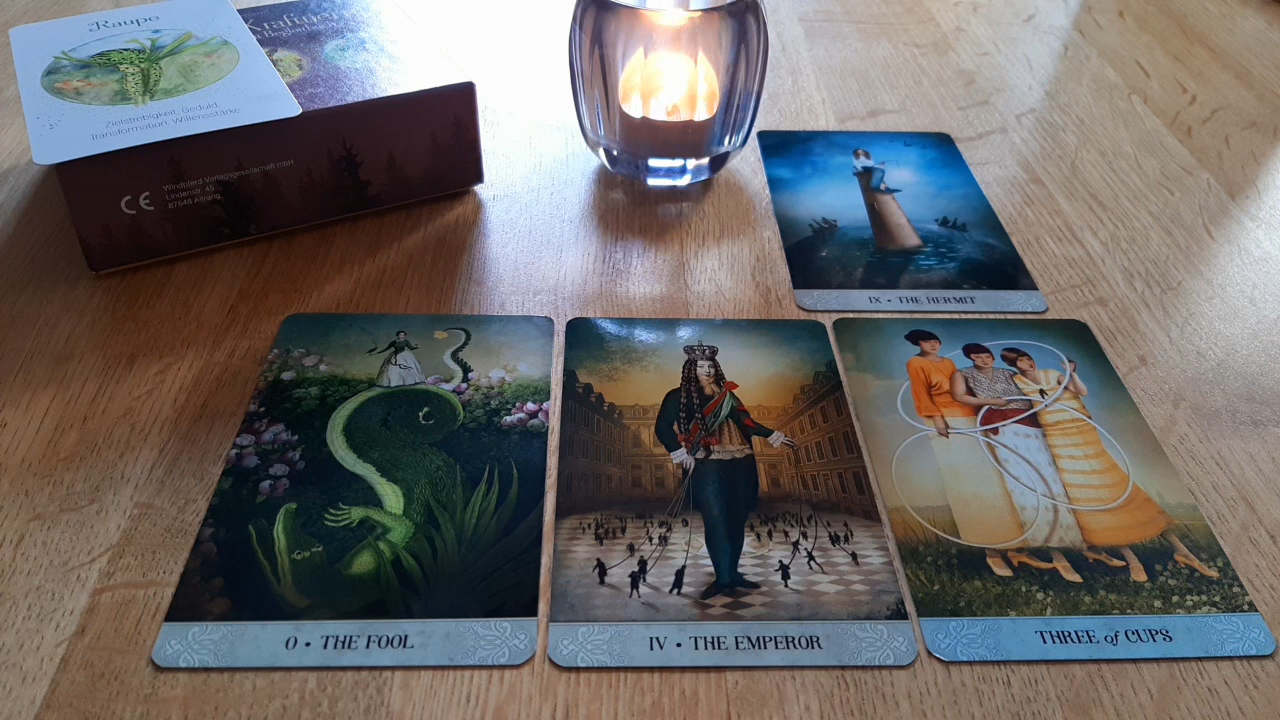 Raupe
Zielstrebigkeit, Geduld,
Transformation, Willensstärke
Windpferd Verlagsgesellschaft mbH
Lindenstr. 45
87648 Aitrang
CE
IX • THE HERMIT
0 • THE FOOL
IV • THE EMPEROR
THREE of CUPS